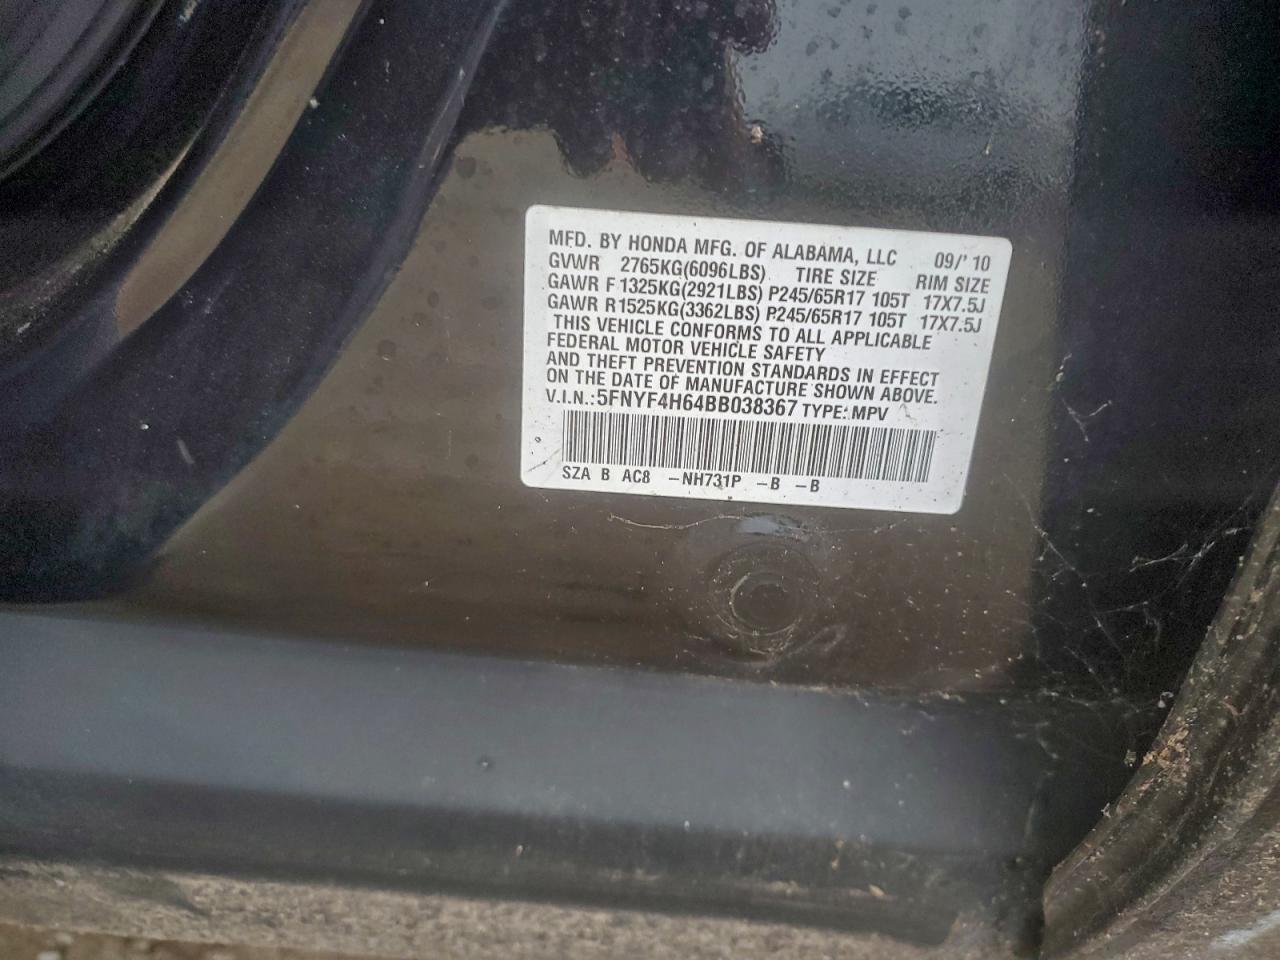 MFD. BY HONDA MFG. OF ALABAMA, LLC 09/' 10
GVWR 2765KG(6096LBS) TIRE SIZE RIM SIZE
GAWR F 1325KG(2921LBS) P245/65R17 105T 17X7.5J
GAWR R1525KG(3362LBS) P245/65R17 105T 17X7.5J
THIS VEHICLE CONFORMS TO ALL APPLICABLE
FEDERAL MOTOR VEHICLE SAFETY
AND THEFT PREVENTION STANDARDS IN EFFECT
ON THE DATE OF MANUFACTURE SHOWN ABOVE.
V.I.N.:5FNYF4H64BB038367 TYPE:MPV
SZA B AC8 -NH731P -B -B